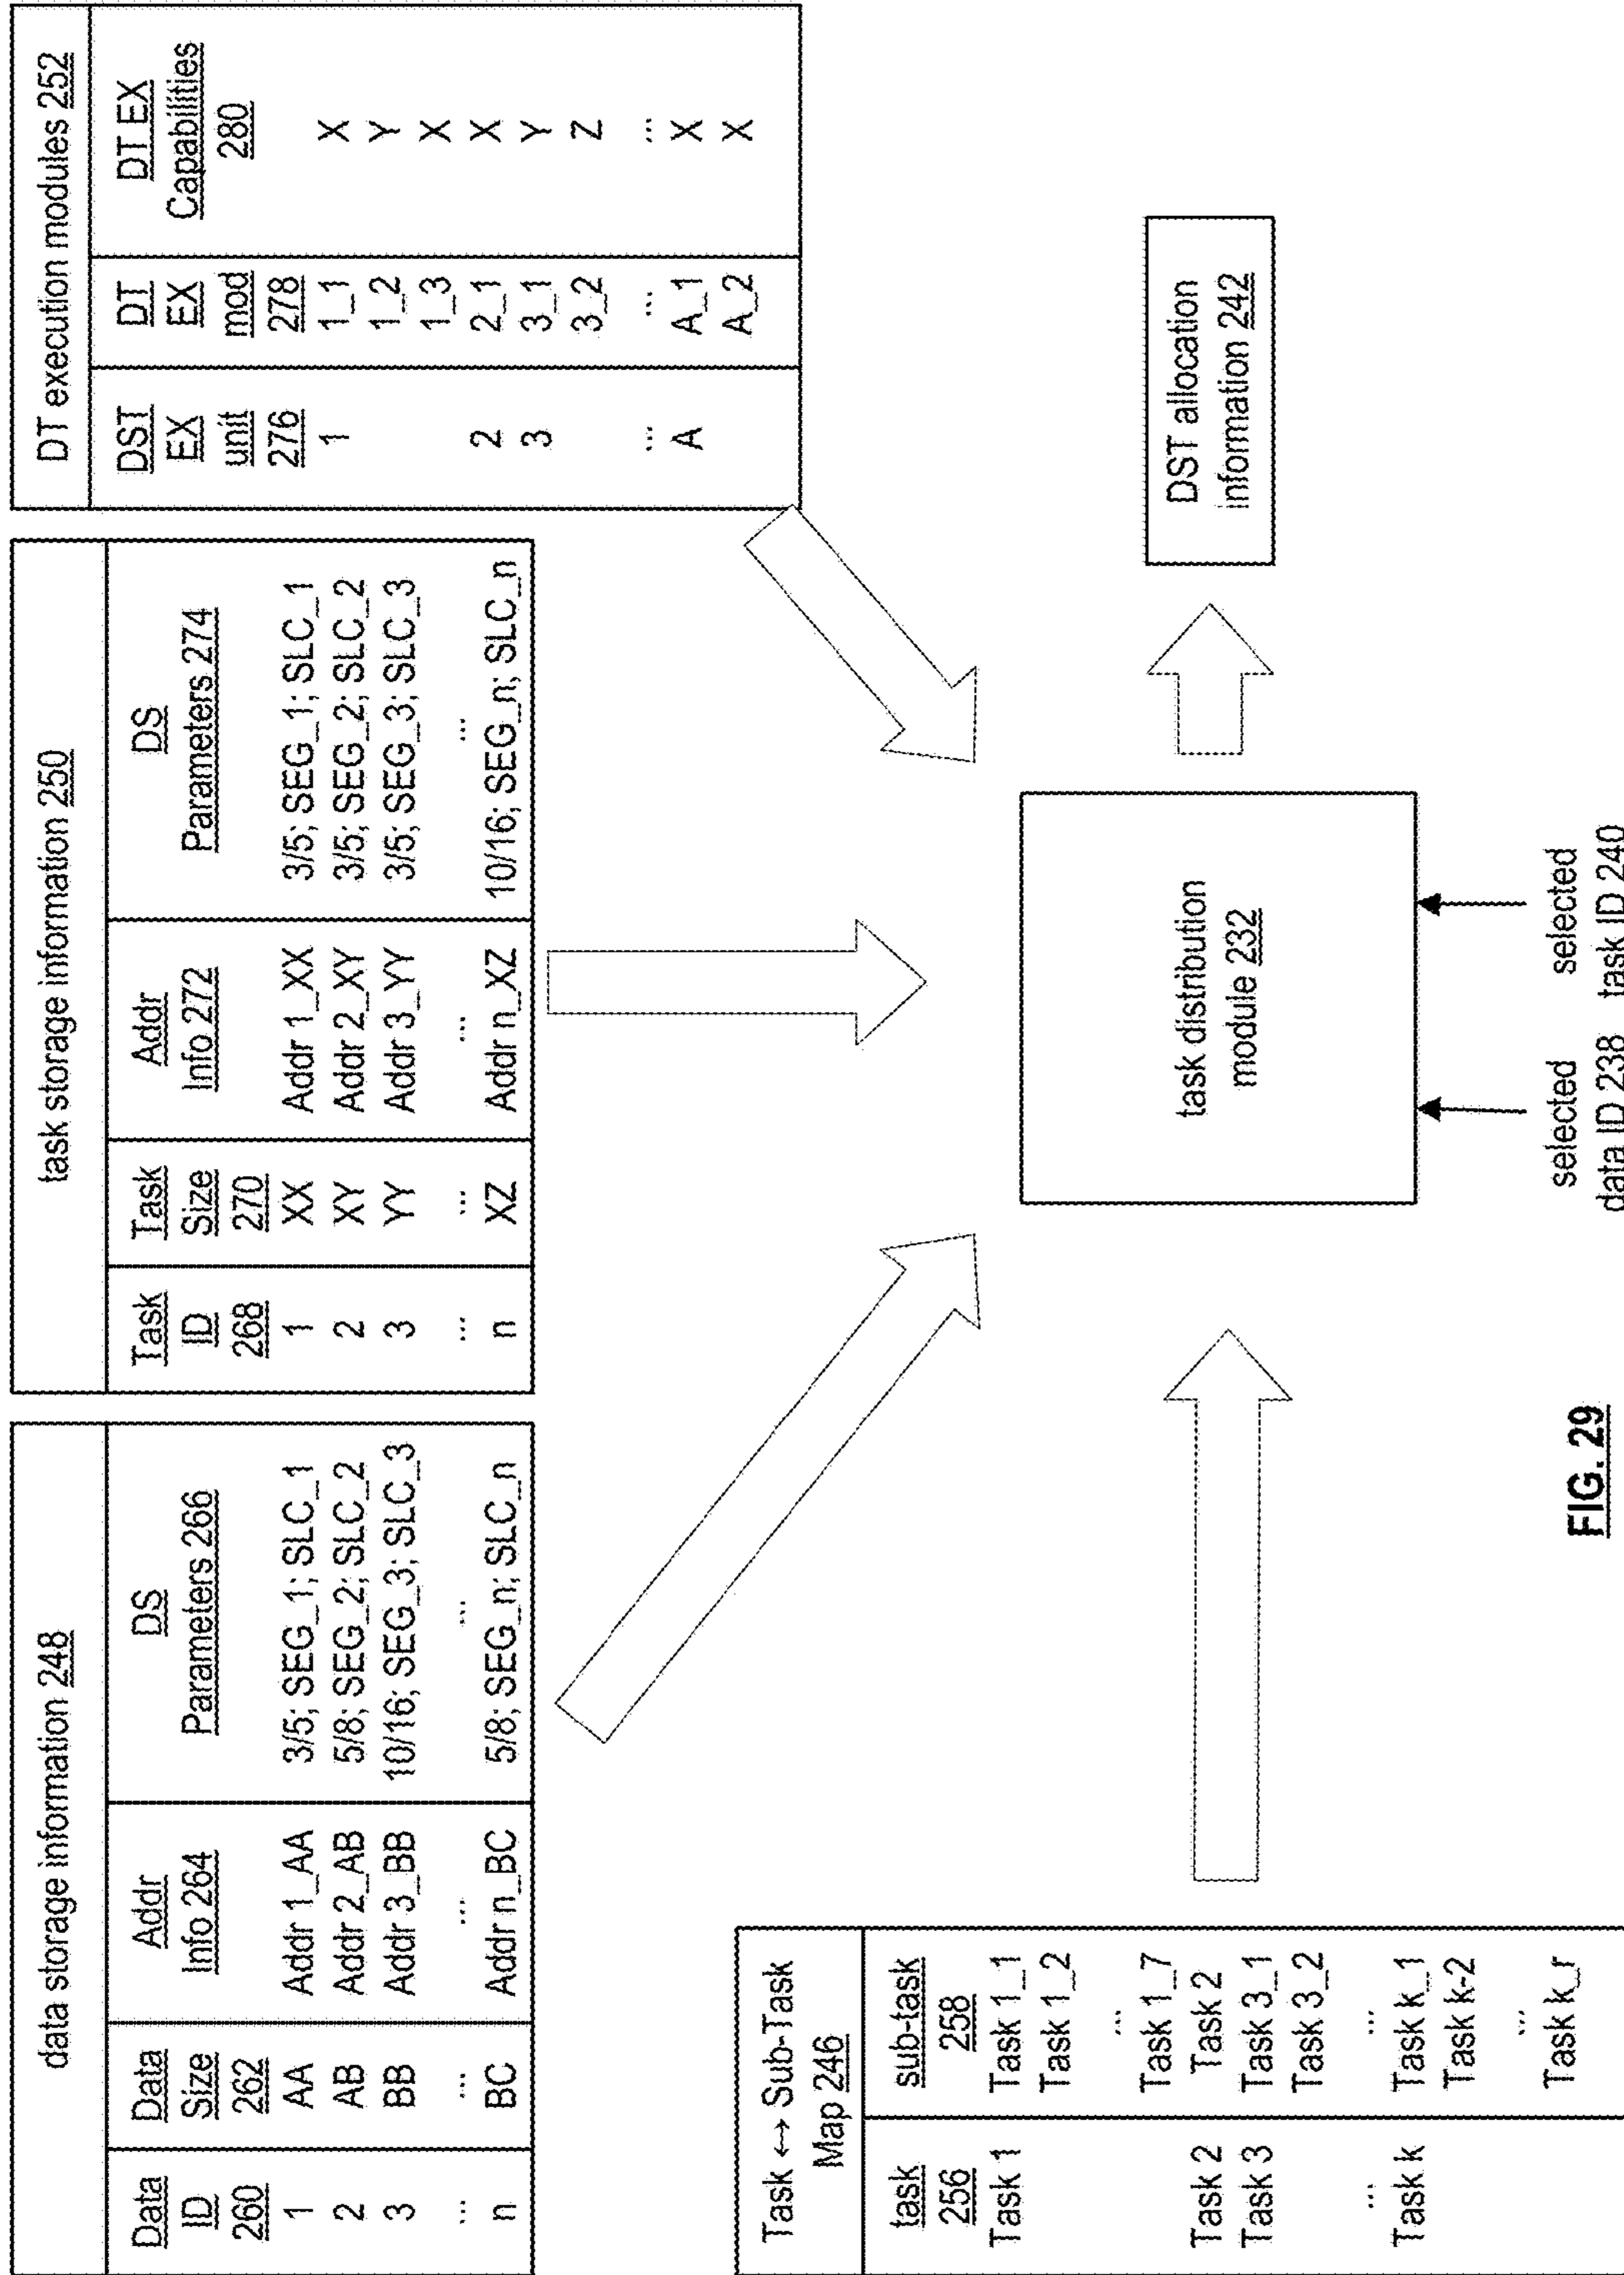 data storage information 248
Data ID 260 Data Size 262 Addr Info 264 DS Parameters 266
1 AA Addr 1_AA 3/5; SEG_1; SLC_1
2 AB Addr 2_AB 5/8; SEG_2; SLC_2
3 BB Addr 3_BB 10/16; SEG_3; SLC_3
... ... ... ...
n BC Addr n_BC 5/8; SEG_n; SLC_n
task storage information 250
Task ID 268 Task Size 270 Addr Info 272 DS Parameters 274
1 XX Addr 1_XX 3/5; SEG_1; SLC_1
2 XY Addr 2_XY 3/5; SEG_2; SLC_2
3 YY Addr 3_YY 3/5; SEG_3; SLC_3
... ... ... ...
n XZ Addr n_XZ 10/16; SEG_n; SLC_n
DT execution modules 252
DST EX unit 276 DT EX mod 278 DT EX Capabilities 280
1 1_1 X
1_2 Y
1_3 X
2 2_1 X
3 3_1 Y
3_2 Z
... ... ...
A A_1 X
A_2 X
Task ↔ Sub-Task
Map 246
task 256 sub-task 258
Task 1 Task 1_1
Task 1_2
...
Task 1_7
Task 2 Task 2
Task 3 Task 3_1
Task 3_2
... ...
Task k Task k_1
Task k-2
...
Task k_r
task distribution
module 232
DST allocation
information 242
selected
data ID 238
selected
task ID 240
FIG. 29